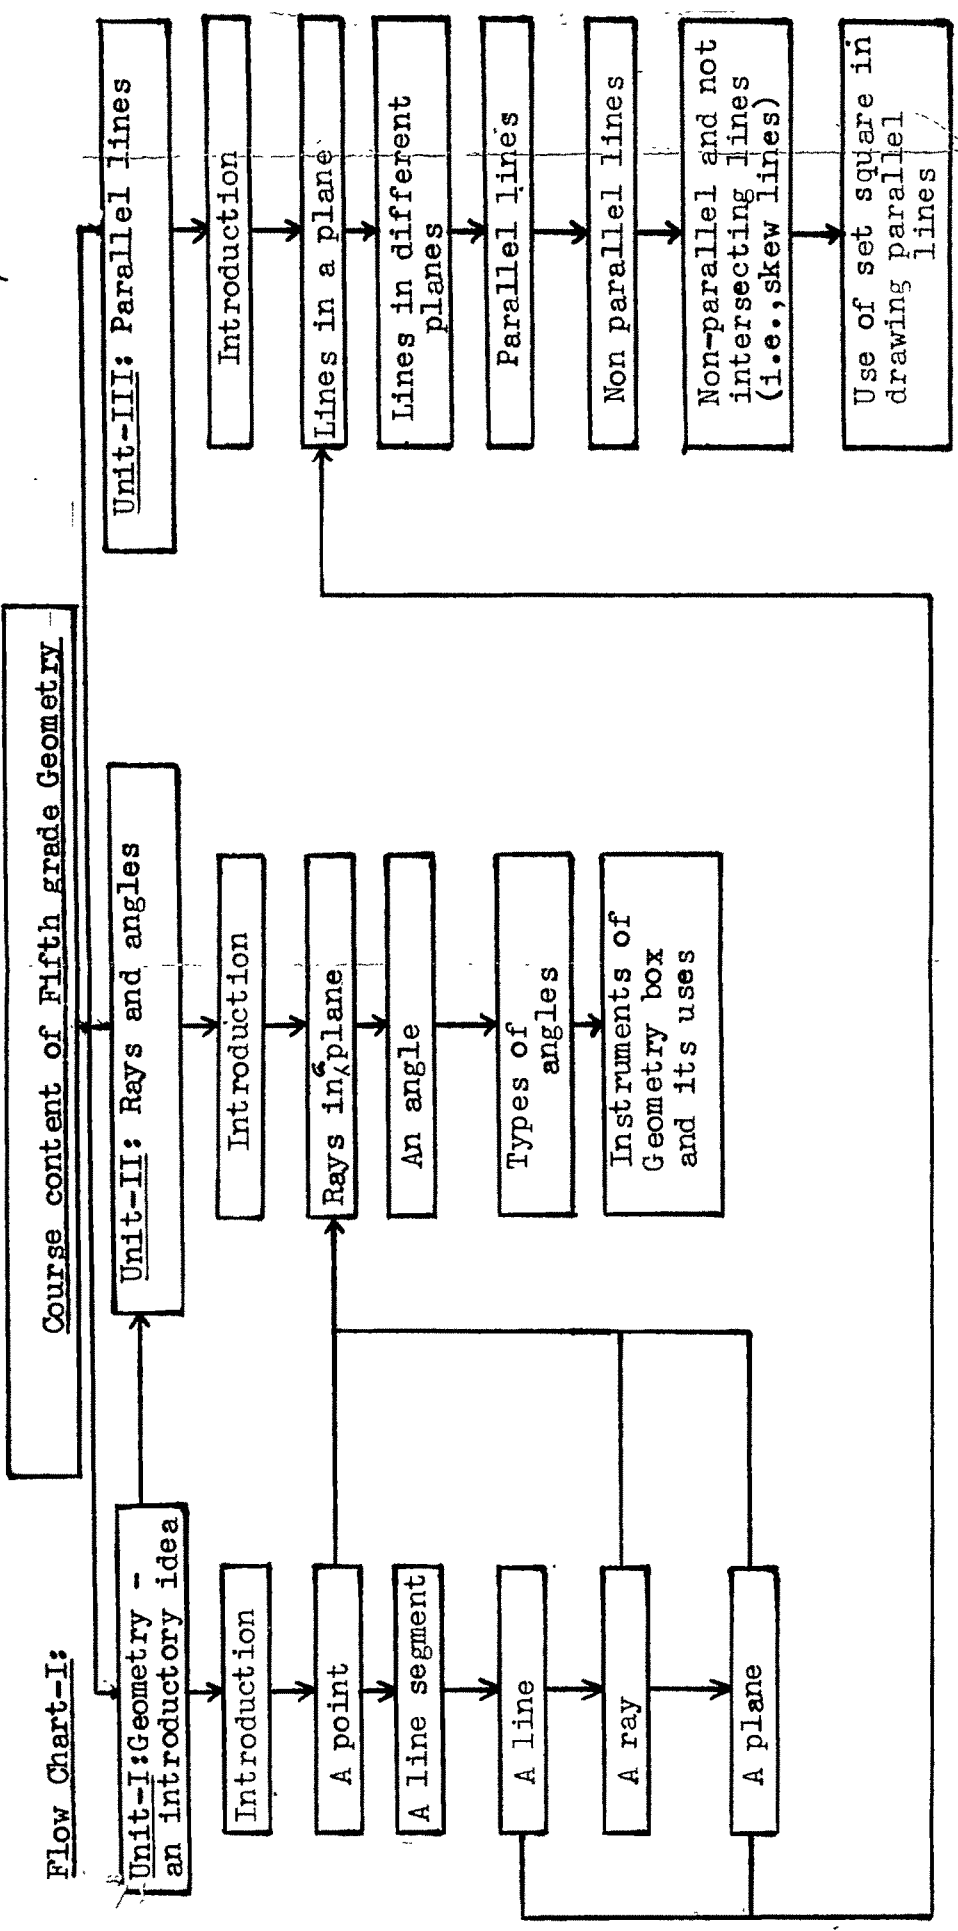 Flow Chart-I:
Course content of Fifth grade Geometry
Unit-I:Geometry -
an introductory idea
Introduction
A point
A line segment
A line
A ray
A plane
Unit-II: Rays and angles
Introduction
Rays in a plane
An angle
Types of
angles
Instruments of
Geometry box
and its uses
Unit-III: Parallel lines
Introduction
Lines in a plane
Lines in different
planes
Parallel lines
Non parallel lines
Non-parallel and not
intersecting lines
(i.e.,skew lines)
Use of set square in
drawing parallel
lines